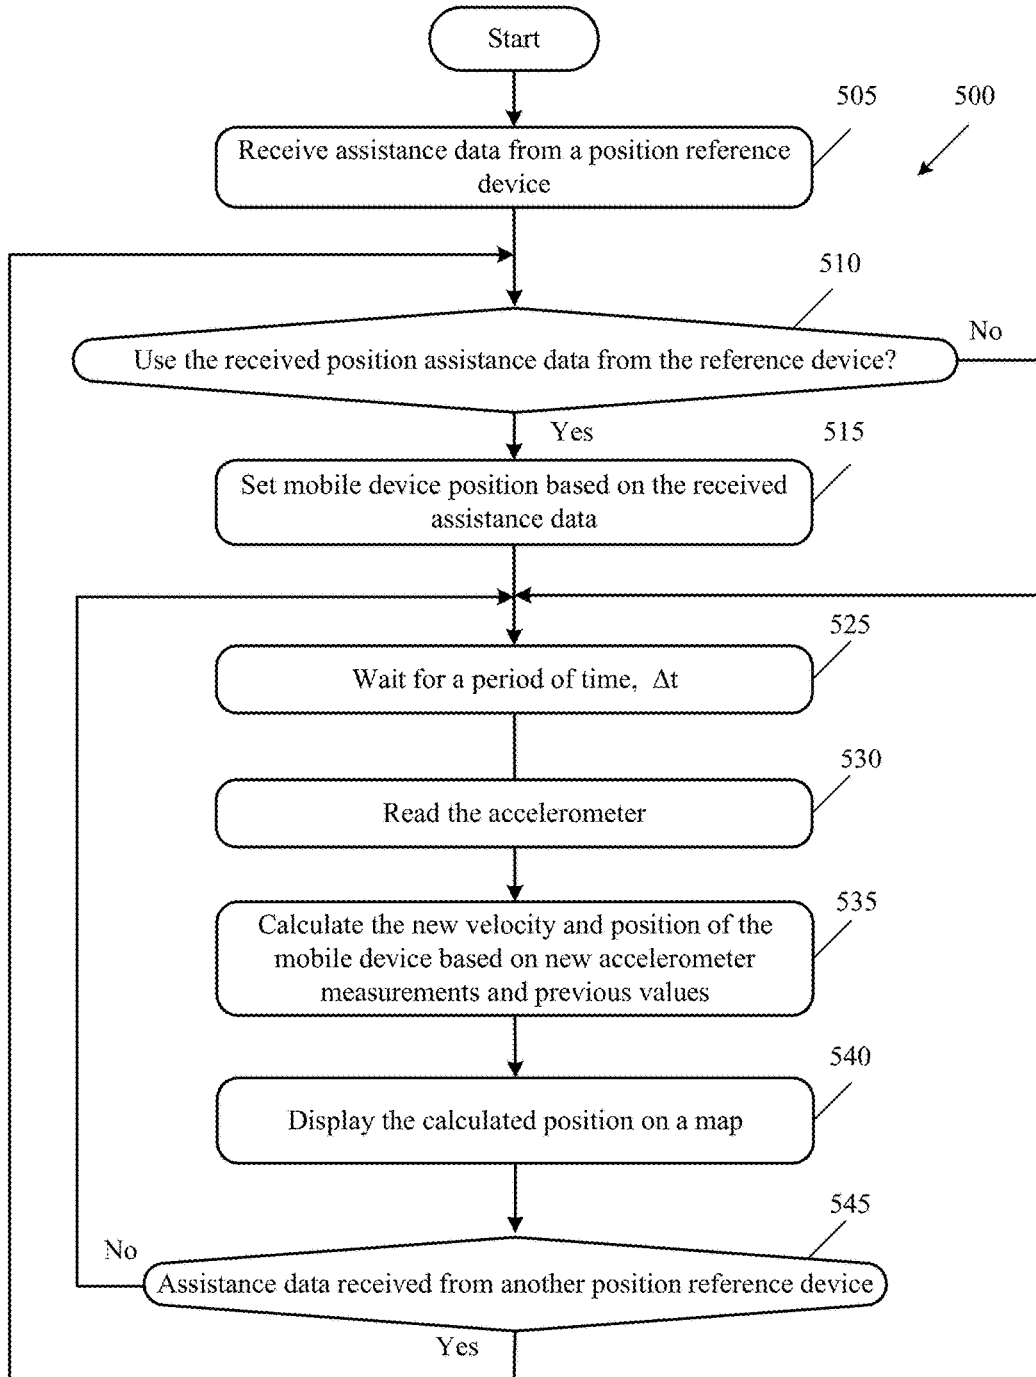 Start
505
500
Receive assistance data from a position reference
device
510
No
Use the received position assistance data from the reference device?
Yes
515
Set mobile device position based on the received
assistance data
525
Wait for a period of time, Δt
530
Read the accelerometer
535
Calculate the new velocity and position of the
mobile device based on new accelerometer
measurements and previous values
540
Display the calculated position on a map
545
No
Assistance data received from another position reference device
Yes